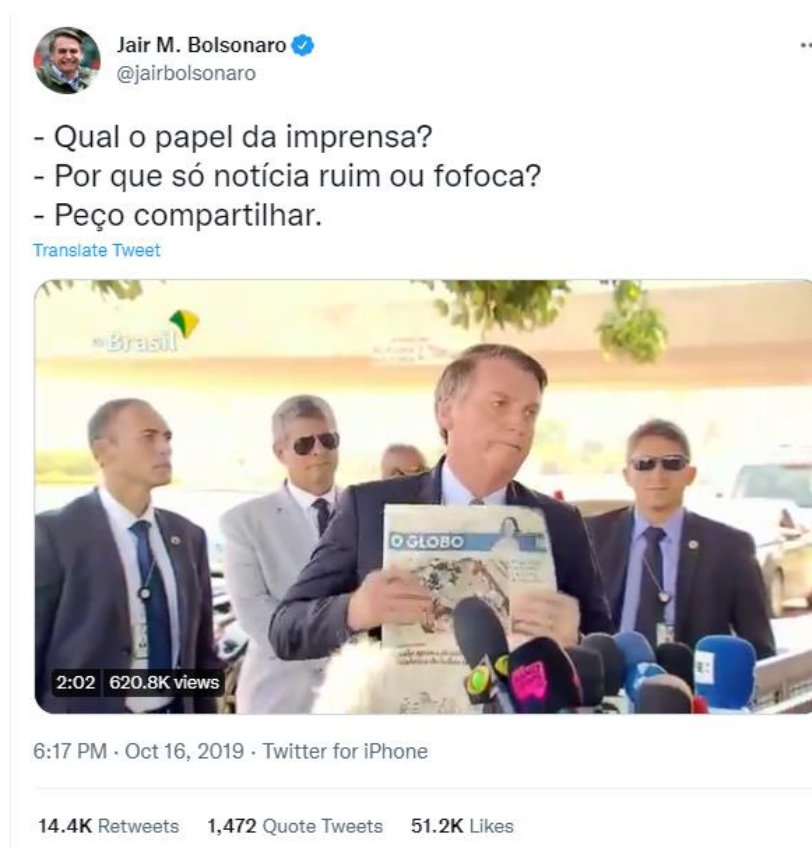 Jair M. Bolsonaro
@jairbolsonaro
- Qual o papel da imprensa?
- Por que só notícia ruim ou fofoca?
- Peço compartilhar.
Translate Tweet
Brasil
O GLOBO
2:02 620.8K views
6:17 PM · Oct 16, 2019 · Twitter for iPhone
14.4K Retweets 1,472 Quote Tweets 51.2K Likes